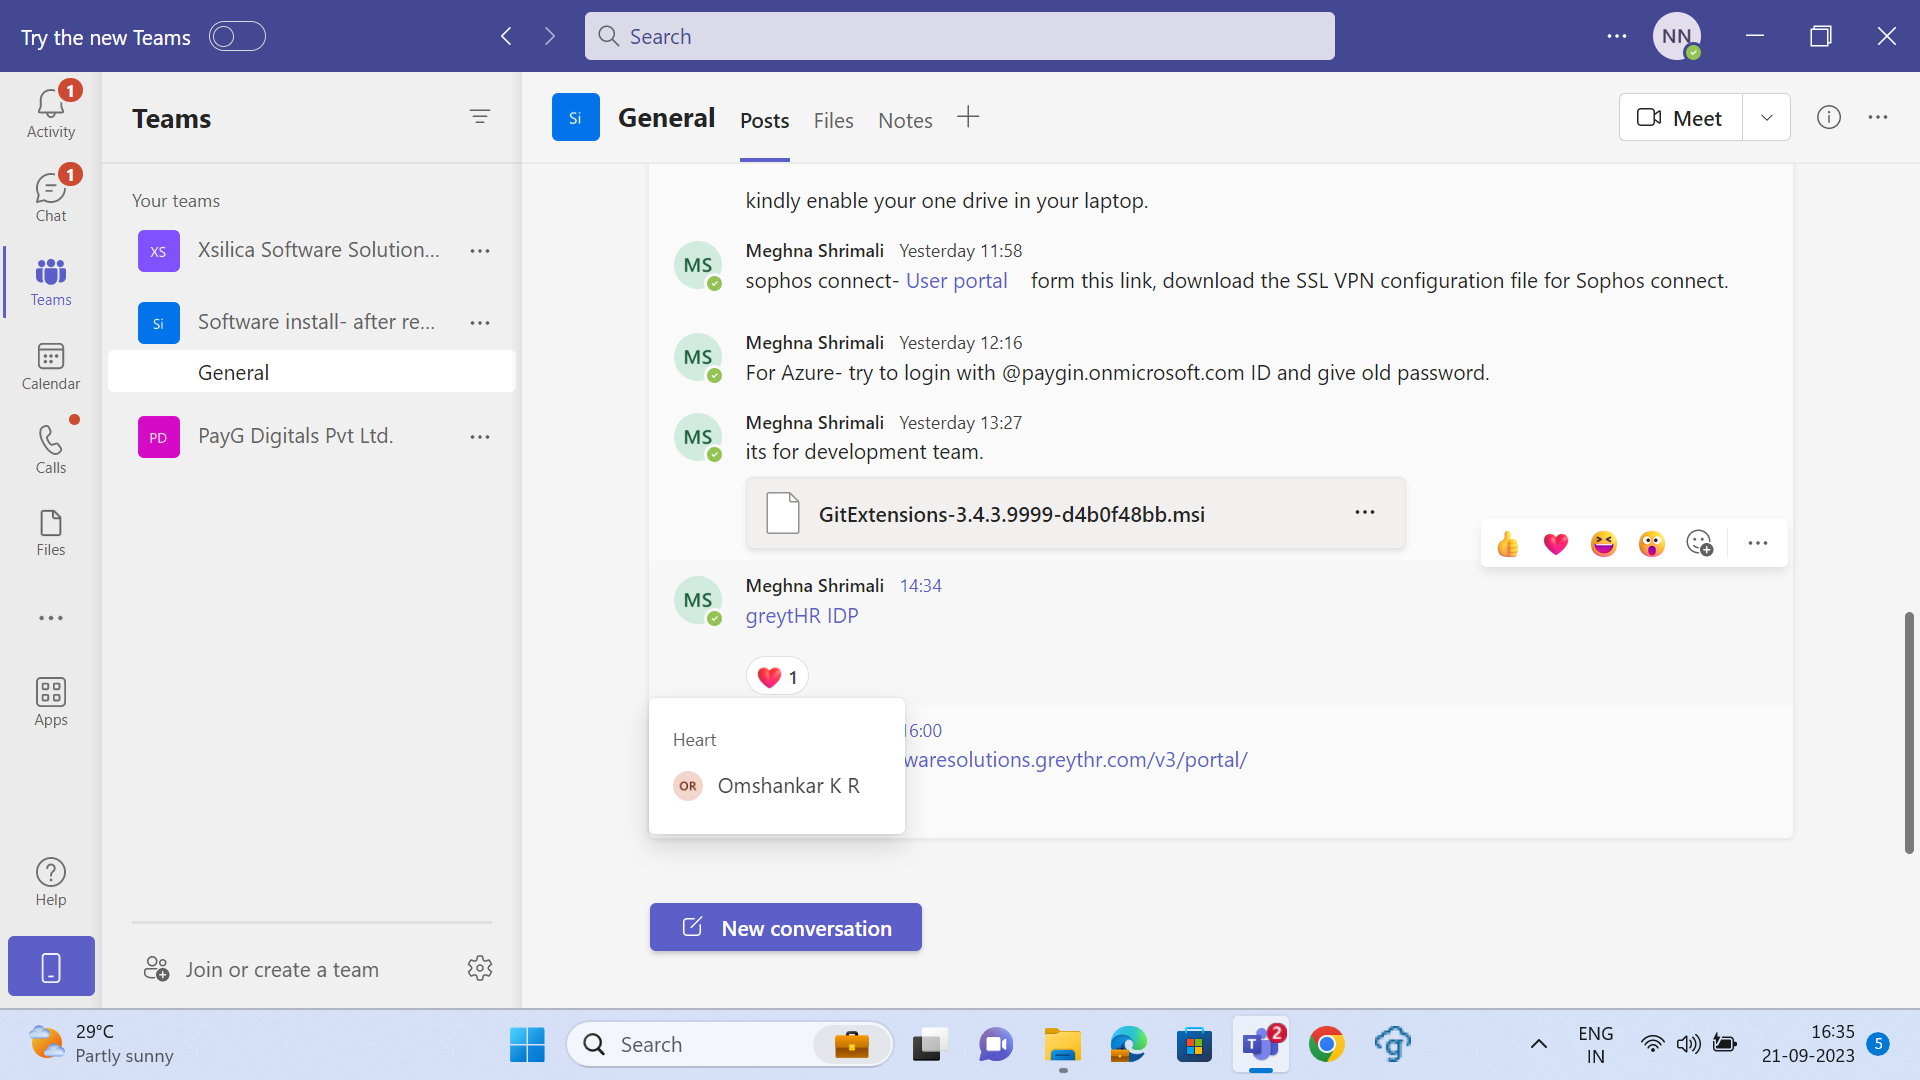 Try the new Teams
Search
NN
1
Activity
1
Chat
Teams
Calendar
Calls
Files
Apps
Help
Teams
Your teams
XS Xsilica Software Solution...
Si Software install- after re...
General
PD PayG Digitals Pvt Ltd.
Join or create a team
Si General Posts Files Notes
Meet
kindly enable your one drive in your laptop.
MS Meghna Shrimali Yesterday 11:58
sophos connect- User portal form this link, download the SSL VPN configuration file for Sophos connect.
MS Meghna Shrimali Yesterday 12:16
For Azure- try to login with @paygin.onmicrosoft.com ID and give old password.
MS Meghna Shrimali Yesterday 13:27
its for development team.
GitExtensions-3.4.3.9999-d4b0f48bb.msi
MS Meghna Shrimali 14:34
greytHR IDP
1
16:00
waresolutions.greythr.com/v3/portal/
Heart
OR Omshankar K R
New conversation
29°C
Partly sunny
Search
T 2
g
ENG
IN
16:35
21-09-2023
5